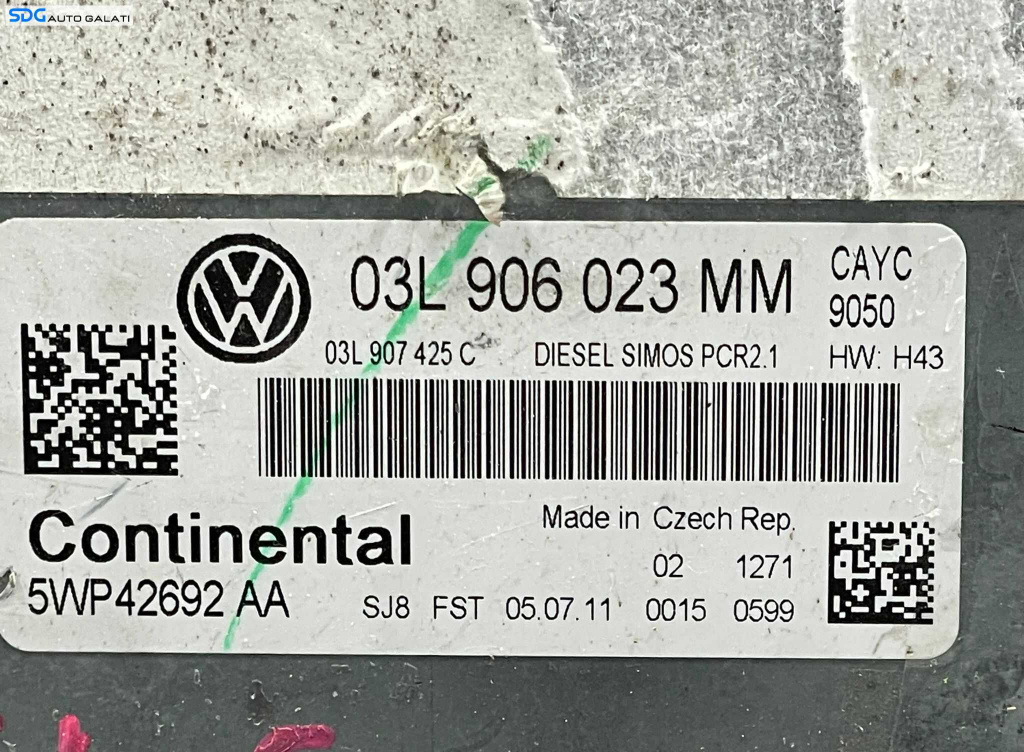 SDG AUTO GALATI
03L 906 023 MM
CAYC
9050
03L 907 425 C DIESEL SIMOS PCR2.1 HW: H43
Continental
Made in Czech Rep.
02 1271
5WP42692 AA
SJ8 FST 05.07.11 0015 0599